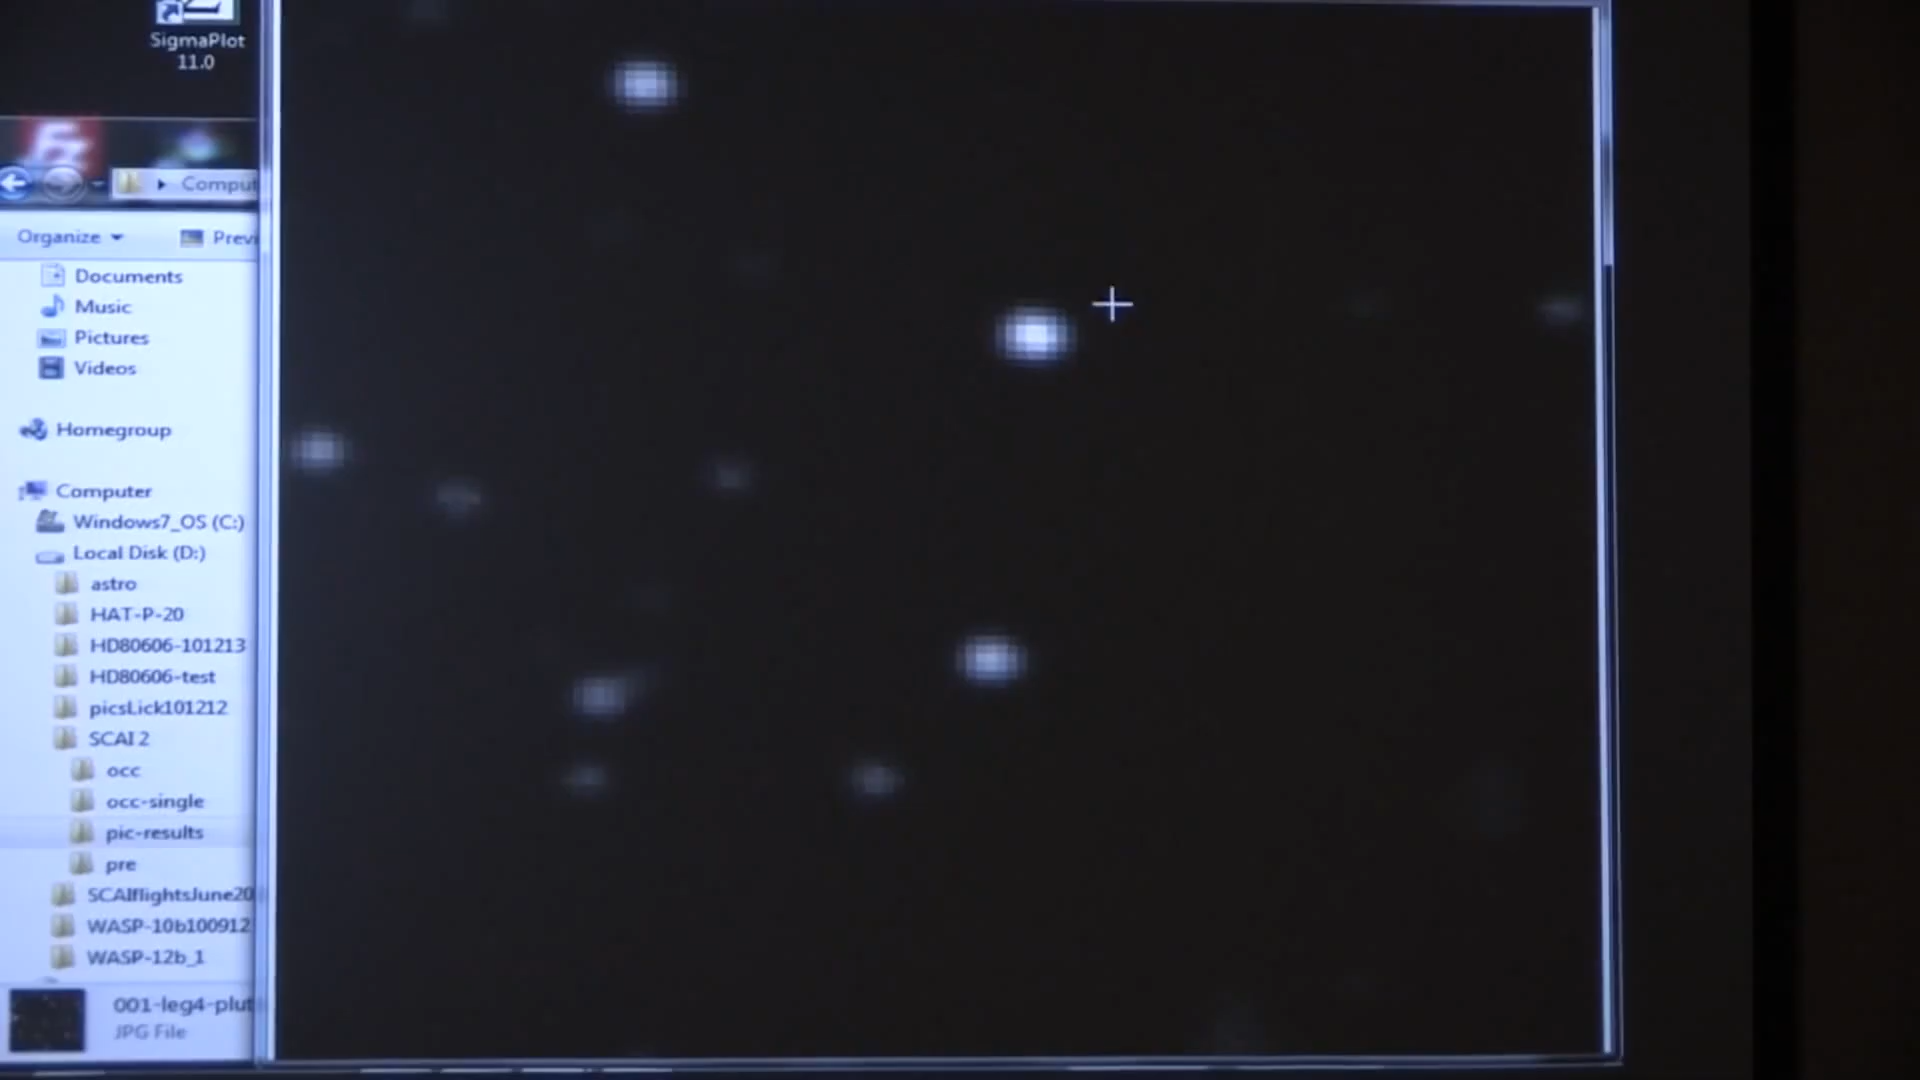 SigmaPlot
11.0
Comput
Organize
Previ
Documents
Music
Pictures
Videos
Homegroup
Computer
Windows7_OS (C:)
Local Disk (D:)
astro
HAT-P-20
HD80606-101213
HD80606-test
picsLick101212
SCAI 2
occ
occ-single
pic-results
pre
SCAIflightsJune20
WASP-10b100912
WASP-12b_1
001-leg4-plut
JPG File